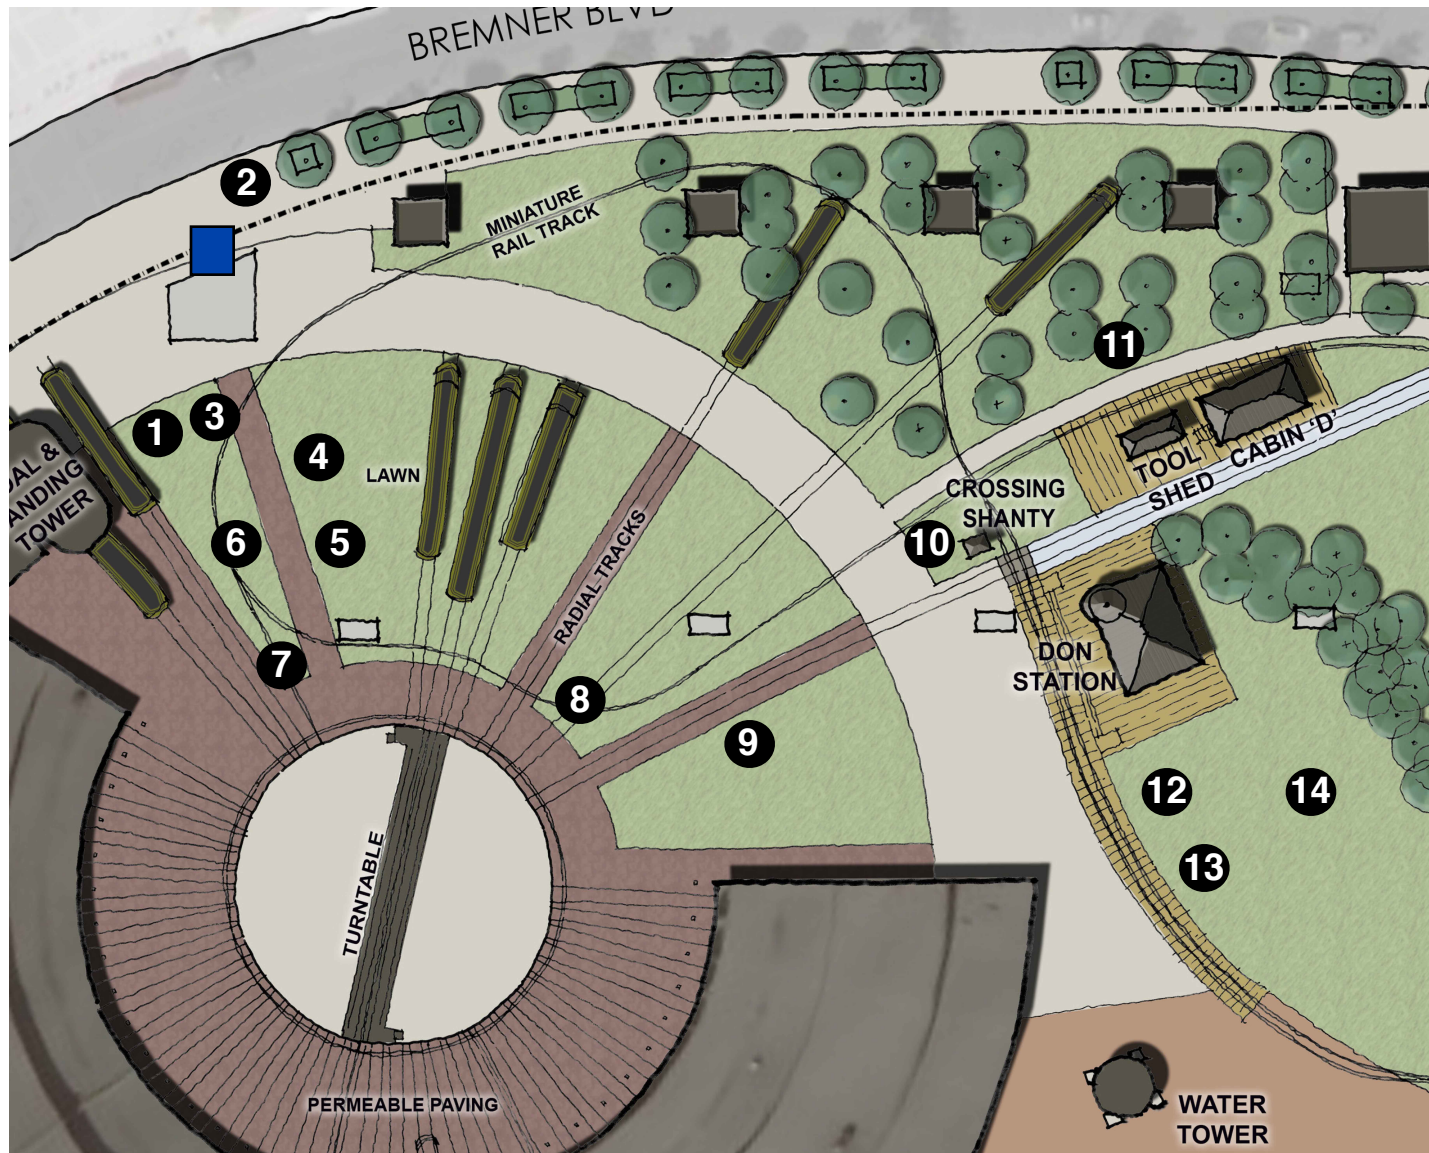 BREMNER BLVD
2
MINIATURE
RAIL TRACK
1
3
4
LAWN
11
TOOL
SHED
CABIN 'D'
CROSSING
SHANTY
10
TOWER
6
5
RADIAL TRACKS
7
8
9
DON
STATION
12
14
13
TURNTABLE
PERMEABLE PAVING
WATER
TOWER